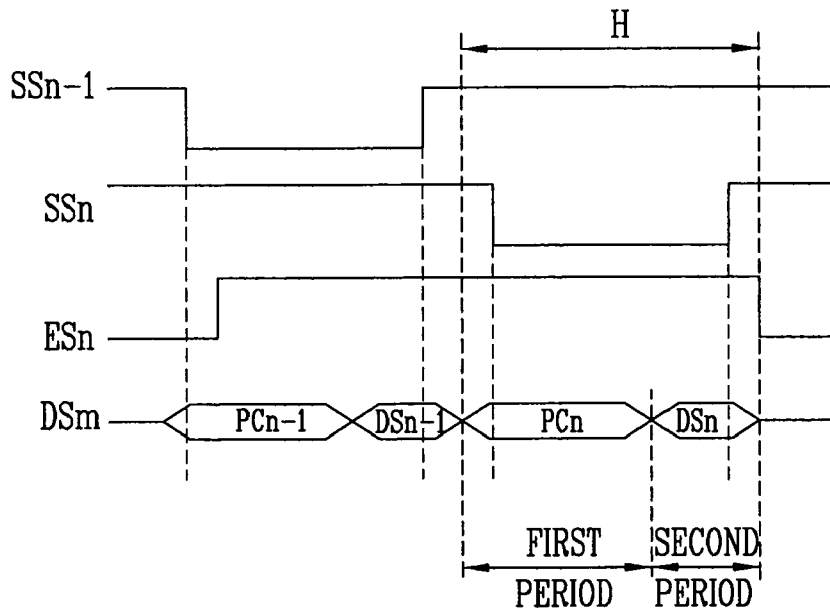 H
SSn-1
SSn
ESn
DSm
PCn-1
DSn-1
PCn
DSn
FIRST
PERIOD
SECOND
PERIOD